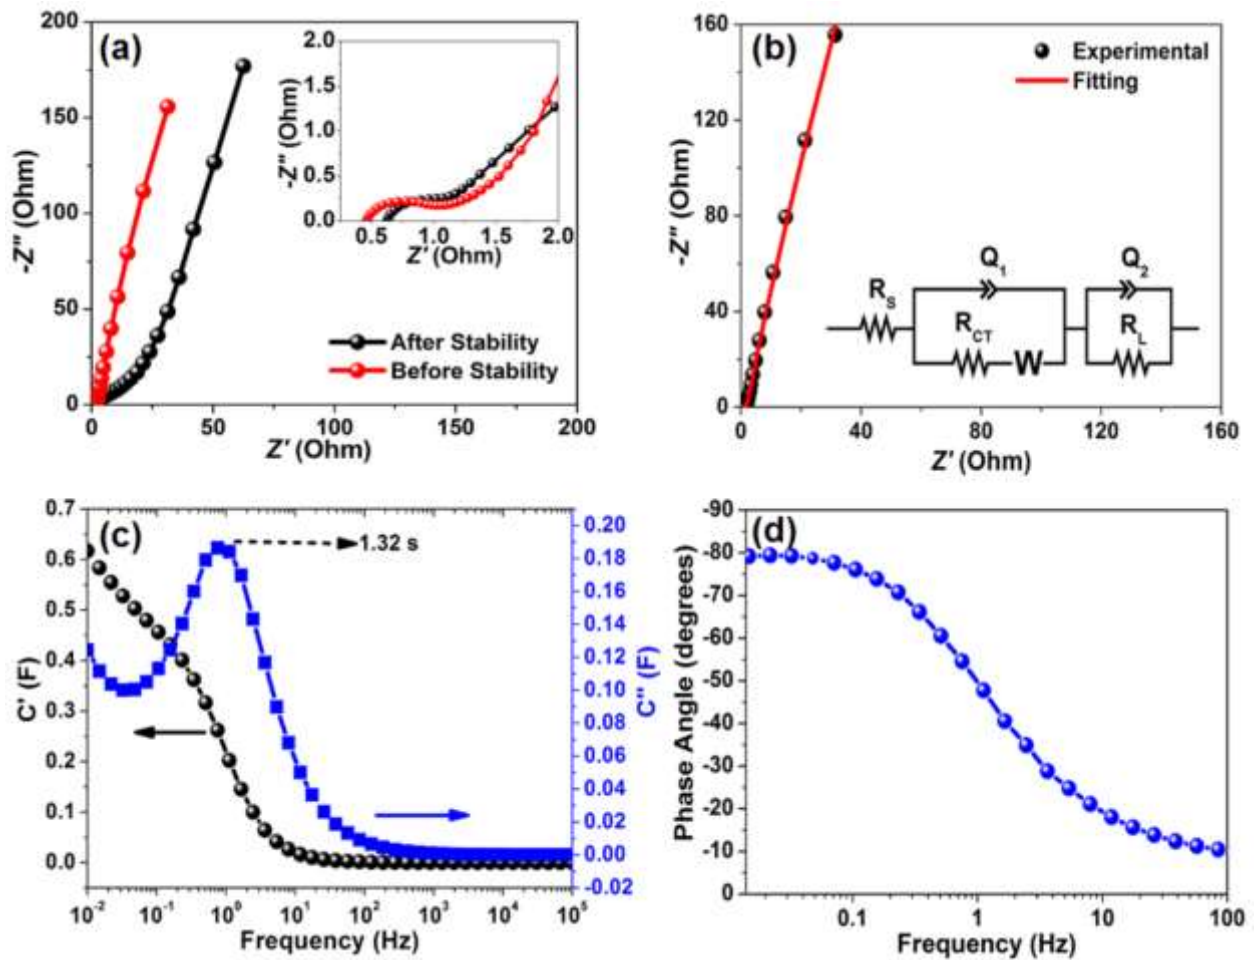 (a)
200
150
100
50
0
-Z" (Ohm)
0
50
100
150
200
Z' (Ohm)
2.0
1.5
1.0
0.5
0.0
-Z" (Ohm)
0.5
1.0
1.5
2.0
Z' (Ohm)
After Stability
Before Stability
(b)
-160
-120
-80
-40
0
-Z" (Ohm)
0
40
80
120
160
Z' (Ohm)
Experimental
Fitting
Q1
Q2
RS
RCT
W
RL
(c)
0.7
0.6
0.5
0.4
0.3
0.2
0.1
0.0
C' (F)
1.32 s
0.20
0.18
0.16
0.14
0.12
0.10
0.08
0.06
0.04
0.02
0.00
-0.02
C" (F)
10-2
10-1
100
101
102
103
104
105
Frequency (Hz)
(d)
-90
-80
-70
-60
-50
-40
-30
-20
-10
0
Phase Angle (degrees)
0.1
1
10
100
Frequency (Hz)